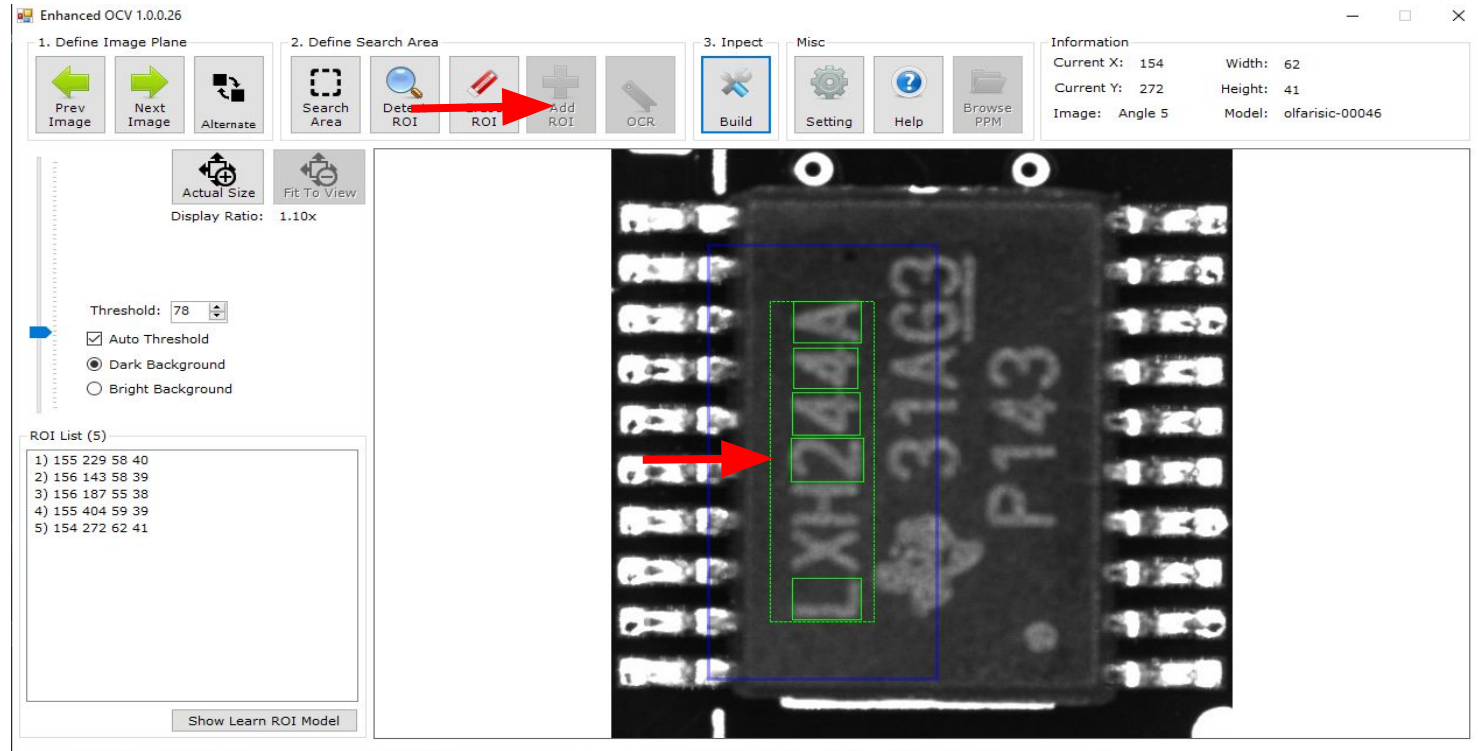 Enhanced OCV 1.0.0.26
1. Define Image Plane
Prev Image
Next Image
Alternate
2. Define Search Area
Search Area
ROI
ROI
Add ROI
OCR
3. Inpect
Build
Misc
Setting
Help
Browse PPM
Information
Current X: 154
Width: 62
Current Y: 272
Height: 41
Image: Angle 5
Model: olfarisic-00046
Actual Size
Fit To View
Display Ratio: 1.10x
Threshold: 78
Auto Threshold
Dark Background
Bright Background
ROI List (5)
1) 155 229 58 40
2) 156 143 58 39
3) 156 187 55 38
4) 155 404 59 39
5) 154 272 62 41
Show Learn ROI Model
LXH244A
31AG3
P143